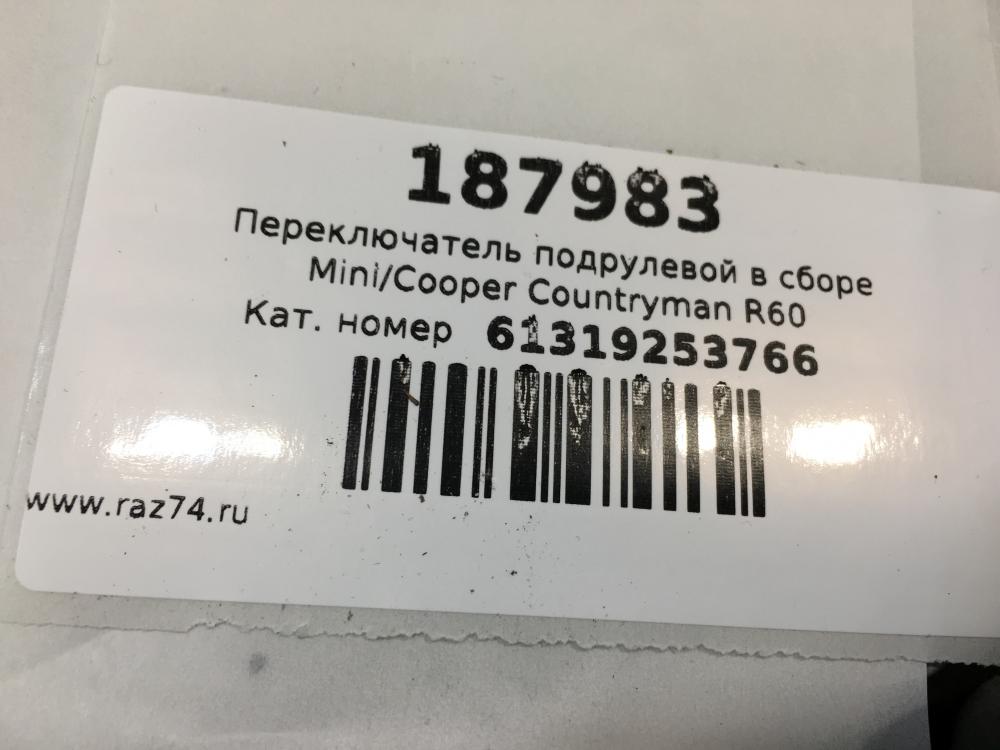 187983
Переключатель подрулевой в сборе
Mini/Cooper Countryman R60
Кат. номер 61319253766
www.raz74.ru